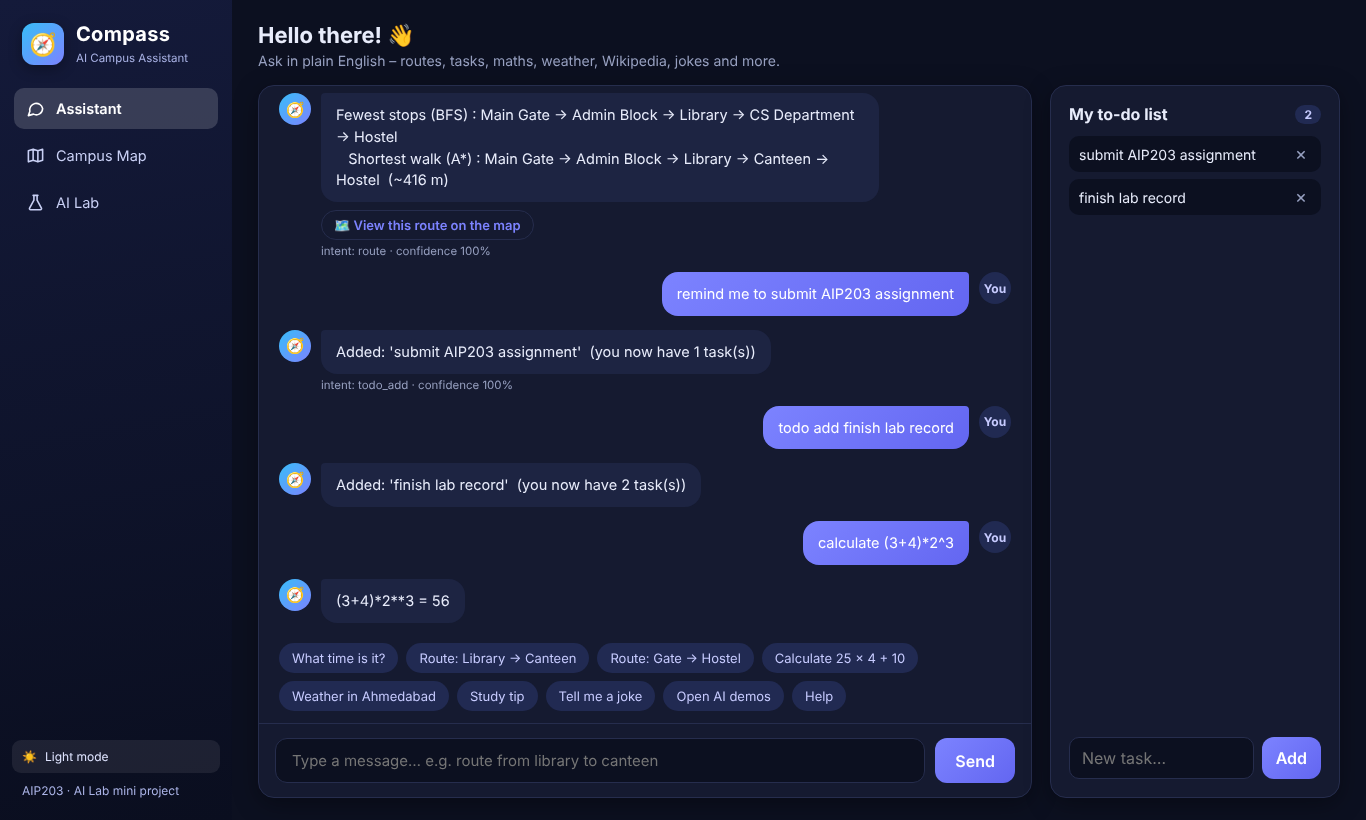 Compass
AI Campus Assistant
Assistant
Campus Map
AI Lab
Light mode
AIP203 · AI Lab mini project
Hello there! 👋
Ask in plain English – routes, tasks, maths, weather, Wikipedia, jokes and more.
Fewest stops (BFS) : Main Gate → Admin Block → Library → CS Department
→ Hostel
Shortest walk (A*) : Main Gate → Admin Block → Library → Canteen →
Hostel (~416 m)
View this route on the map
intent: route · confidence 100%
remind me to submit AIP203 assignment
You
Added: 'submit AIP203 assignment' (you now have 1 task(s))
intent: todo_add · confidence 100%
todo add finish lab record
You
Added: 'finish lab record' (you now have 2 task(s))
calculate (3+4)*2^3
You
(3+4)*2**3 = 56
What time is it?
Route: Library → Canteen
Route: Gate → Hostel
Calculate 25 × 4 + 10
Weather in Ahmedabad
Study tip
Tell me a joke
Open AI demos
Help
Type a message... e.g. route from library to canteen
Send
My to-do list
2
submit AIP203 assignment ✕
finish lab record ✕
New task...
Add